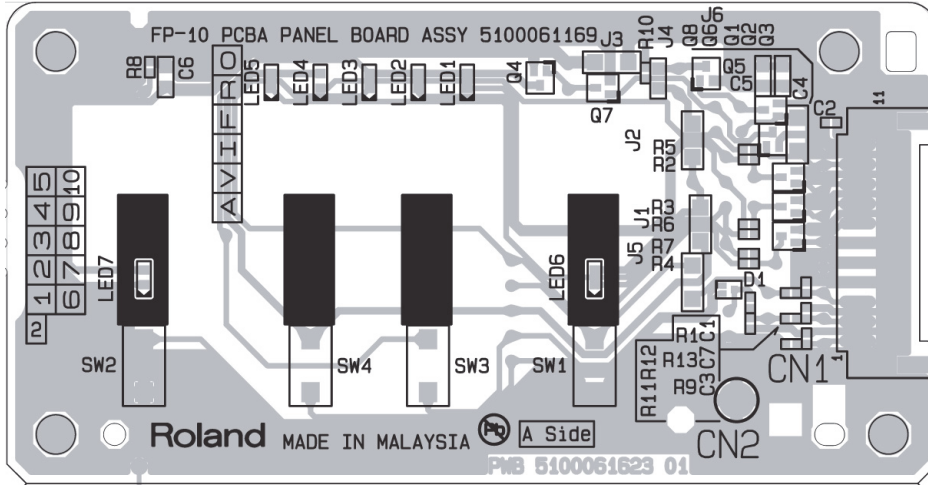 FP-10 PCBA PANEL BOARD ASSY 5100061169
R8
C6
LED5
LED4
LED3
LED2
LED1
Q4
J3
Q7
R10
J4
Q8
Q6
J6
Q1
Q2
Q3
Q5
C5
C4
C2
11
A V I F R O
J2
R5
R2
J1
R3
R6
J5
R7
R4
D1
5 10
4 9
3 8
2 7
1 6
2
LED7
LED6
SW2
SW4
SW3
SW1
R1 C1
R12
R13 C7
R11
R9 C3
1
CN1
CN2
Roland
MADE IN MALAYSIA
A Side
PWB 5100061623 01